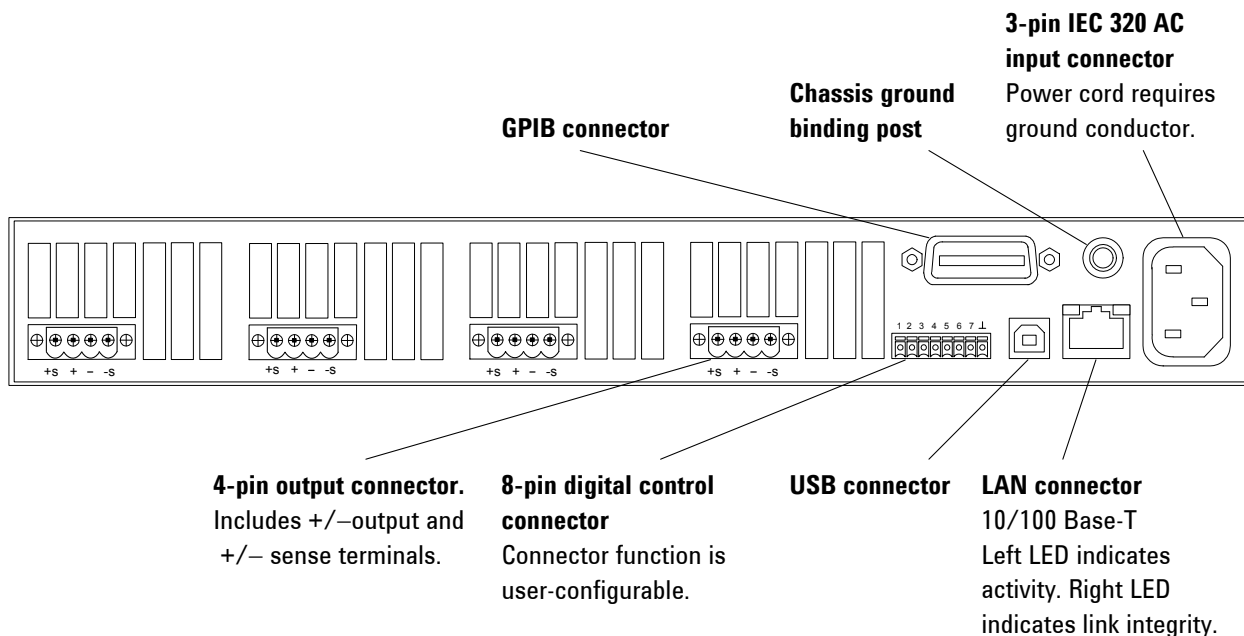 3-pin IEC 320 AC
input connector
Power cord requires
ground conductor.
Chassis ground
binding post
GPIB connector
1 2 3 4 5 6 7 ⊥
+s + – -s
+s + – -s
+s + – -s
+s + – -s
4-pin output connector.
Includes +/–output and
+/– sense terminals.
8-pin digital control
connector
Connector function is
user-configurable.
USB connector
LAN connector
10/100 Base-T
Left LED indicates
activity. Right LED
indicates link integrity.